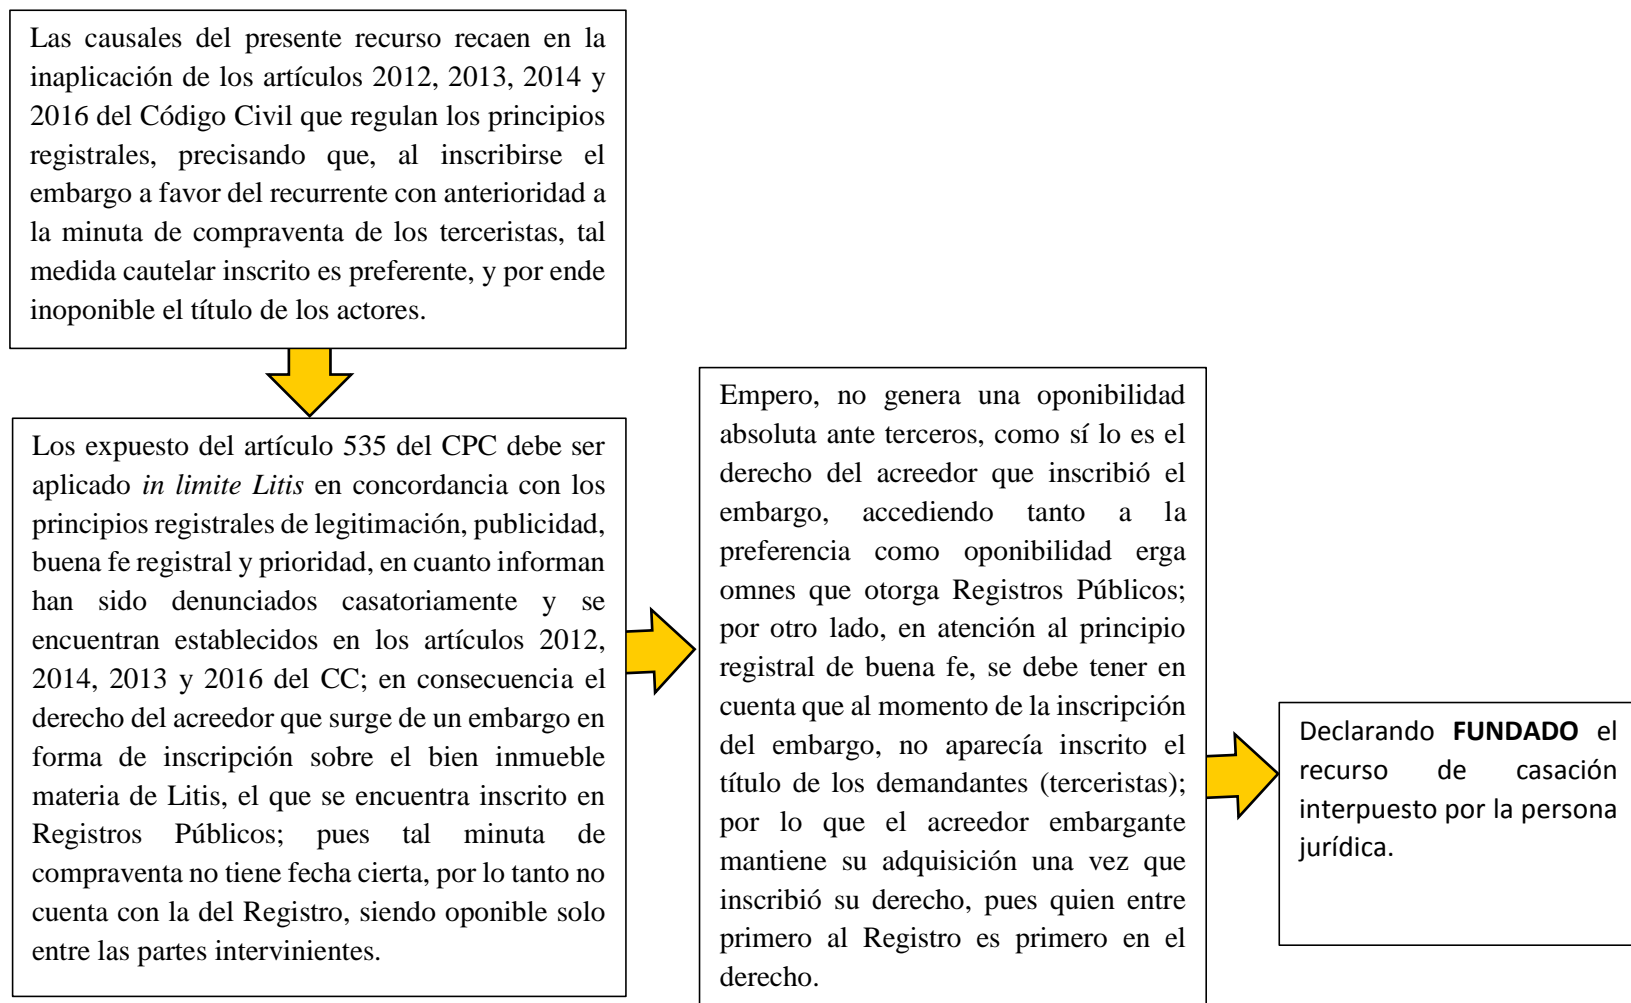 Las causales del presente recurso recaen en la
inaplicación de los artículos 2012, 2013, 2014 y
2016 del Código Civil que regulan los principios
registrales, precisando que, al inscribirse el
embargo a favor del recurrente con anterioridad a
la minuta de compraventa de los terceristas, tal
medida cautelar inscrito es preferente, y por ende
inoponible el título de los actores.
Los expuesto del artículo 535 del CPC debe ser
aplicado in limite Litis en concordancia con los
principios registrales de legitimación, publicidad,
buena fe registral y prioridad, en cuanto informan
han sido denunciados casatoriamente y se
encuentran establecidos en los artículos 2012,
2014, 2013 y 2016 del CC; en consecuencia el
derecho del acreedor que surge de un embargo en
forma de inscripción sobre el bien inmueble
materia de Litis, el que se encuentra inscrito en
Registros Públicos; pues tal minuta de
compraventa no tiene fecha cierta, por lo tanto no
cuenta con la del Registro, siendo oponible solo
entre las partes intervinientes.
Empero, no genera una oponibilidad
absoluta ante terceros, como sí lo es el
derecho del acreedor que inscribió el
embargo, accediendo tanto a la
preferencia como oponibilidad erga
omnes que otorga Registros Públicos;
por otro lado, en atención al principio
registral de buena fe, se debe tener en
cuenta que al momento de la inscripción
del embargo, no aparecía inscrito el
título de los demandantes (terceristas);
por lo que el acreedor embargante
mantiene su adquisición una vez que
inscribió su derecho, pues quien entre
primero al Registro es primero en el
derecho.
Declarando FUNDADO el
recurso de casación
interpuesto por la persona
jurídica.